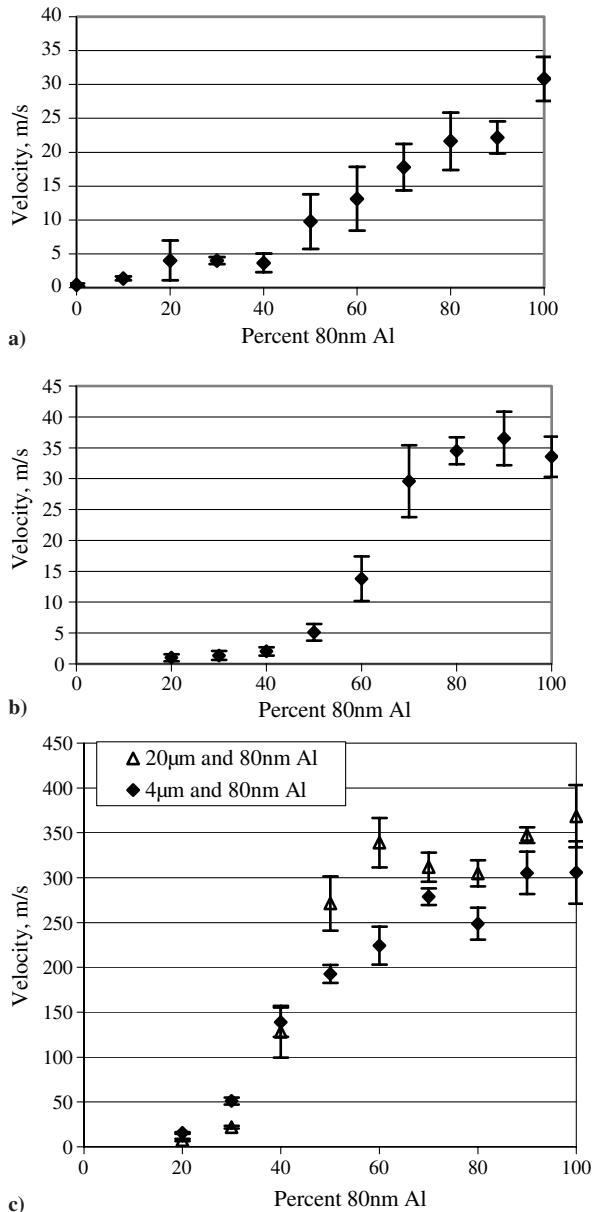 40
35
30
25
20
15
10
5
0
Velocity, m/s
0 20 40 60 80 100
Percent 80nm Al
a)
45
40
35
30
25
20
15
10
5
0
Velocity, m/s
0 20 40 60 80 100
Percent 80nm Al
b)
450
400
350
300
250
200
150
100
50
0
Velocity, m/s
20μm and 80nm Al
4μm and 80nm Al
0 20 40 60 80 100
Percent 80nm Al
c)